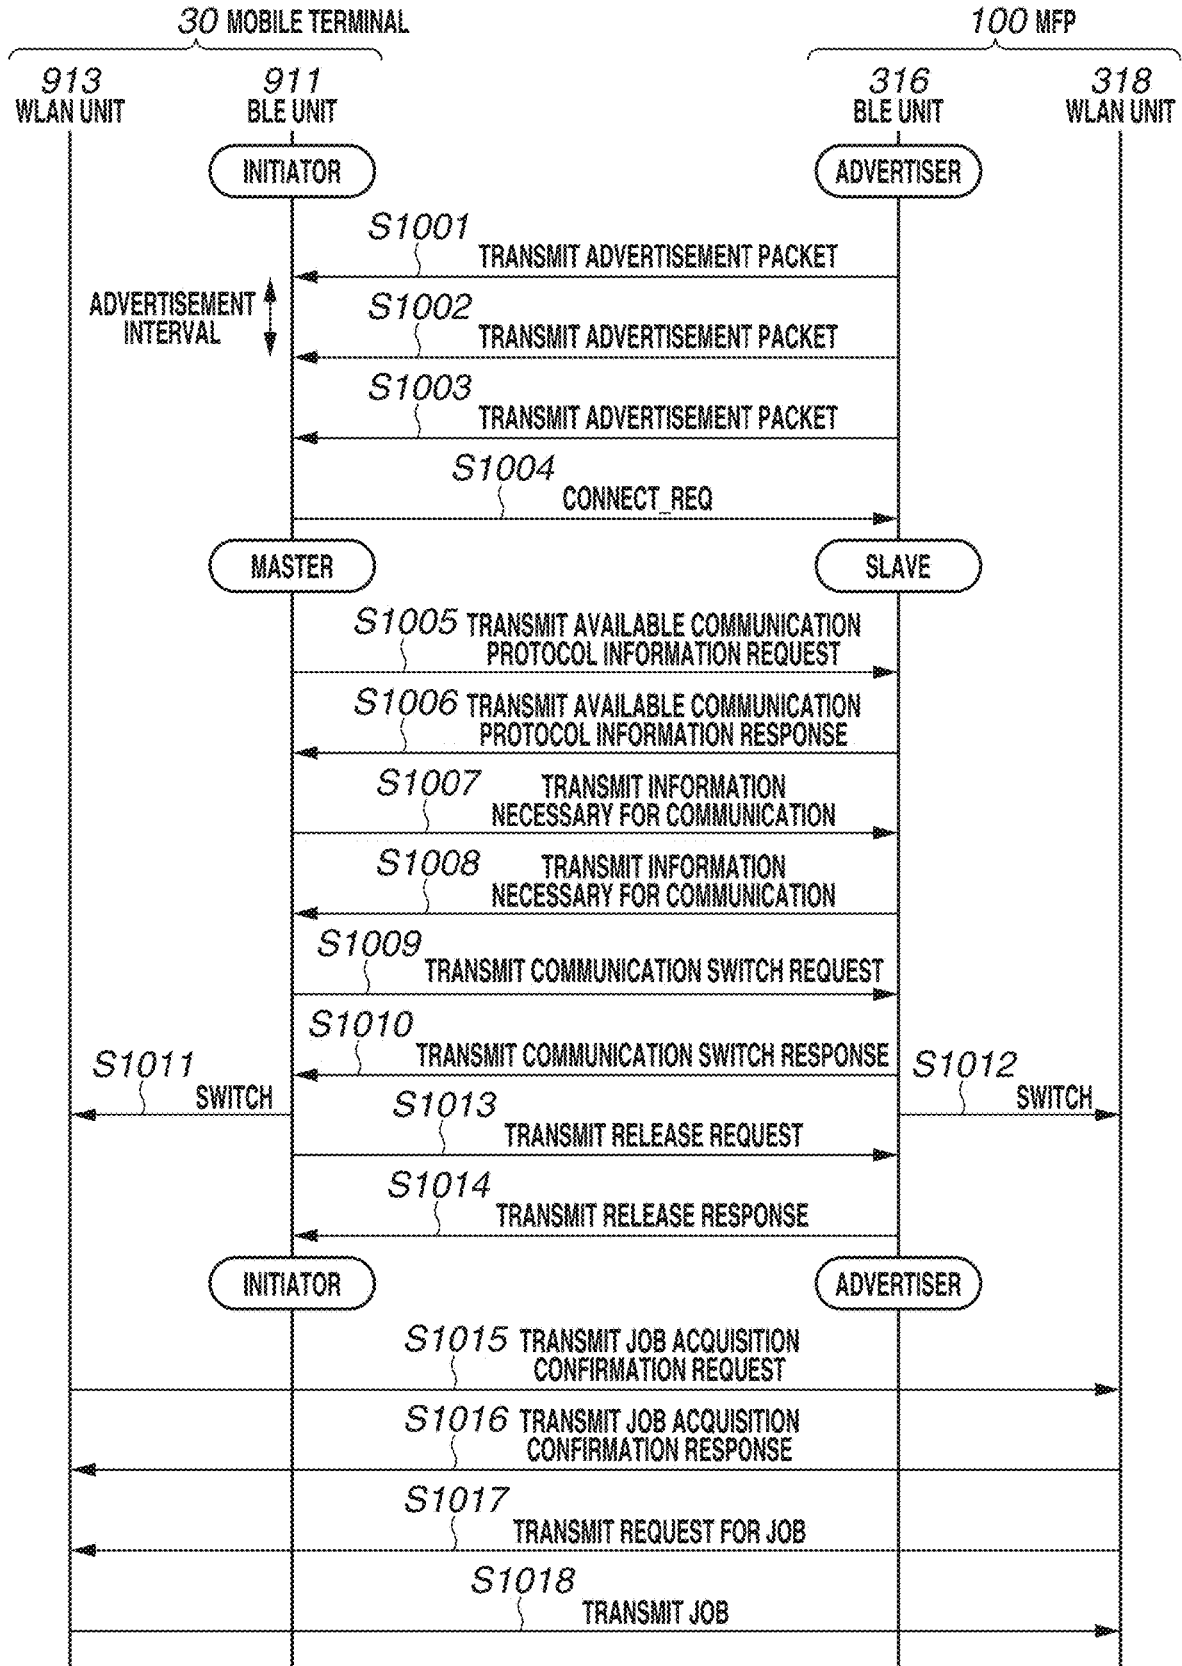 30 MOBILE TERMINAL
100 MFP
913
WLAN UNIT
911
BLE UNIT
316
BLE UNIT
318
WLAN UNIT
INITIATOR
ADVERTISER
S1001
TRANSMIT ADVERTISEMENT PACKET
ADVERTISEMENT
INTERVAL
S1002
TRANSMIT ADVERTISEMENT PACKET
S1003
TRANSMIT ADVERTISEMENT PACKET
S1004
CONNECT_REQ
MASTER
SLAVE
S1005 TRANSMIT AVAILABLE COMMUNICATION
PROTOCOL INFORMATION REQUEST
S1006 TRANSMIT AVAILABLE COMMUNICATION
PROTOCOL INFORMATION RESPONSE
S1007 TRANSMIT INFORMATION
NECESSARY FOR COMMUNICATION
S1008 TRANSMIT INFORMATION
NECESSARY FOR COMMUNICATION
S1009
TRANSMIT COMMUNICATION SWITCH REQUEST
S1010
TRANSMIT COMMUNICATION SWITCH RESPONSE
S1011
SWITCH
S1012
SWITCH
S1013
TRANSMIT RELEASE REQUEST
S1014
TRANSMIT RELEASE RESPONSE
INITIATOR
ADVERTISER
S1015 TRANSMIT JOB ACQUISITION
CONFIRMATION REQUEST
S1016 TRANSMIT JOB ACQUISITION
CONFIRMATION RESPONSE
S1017
TRANSMIT REQUEST FOR JOB
S1018
TRANSMIT JOB